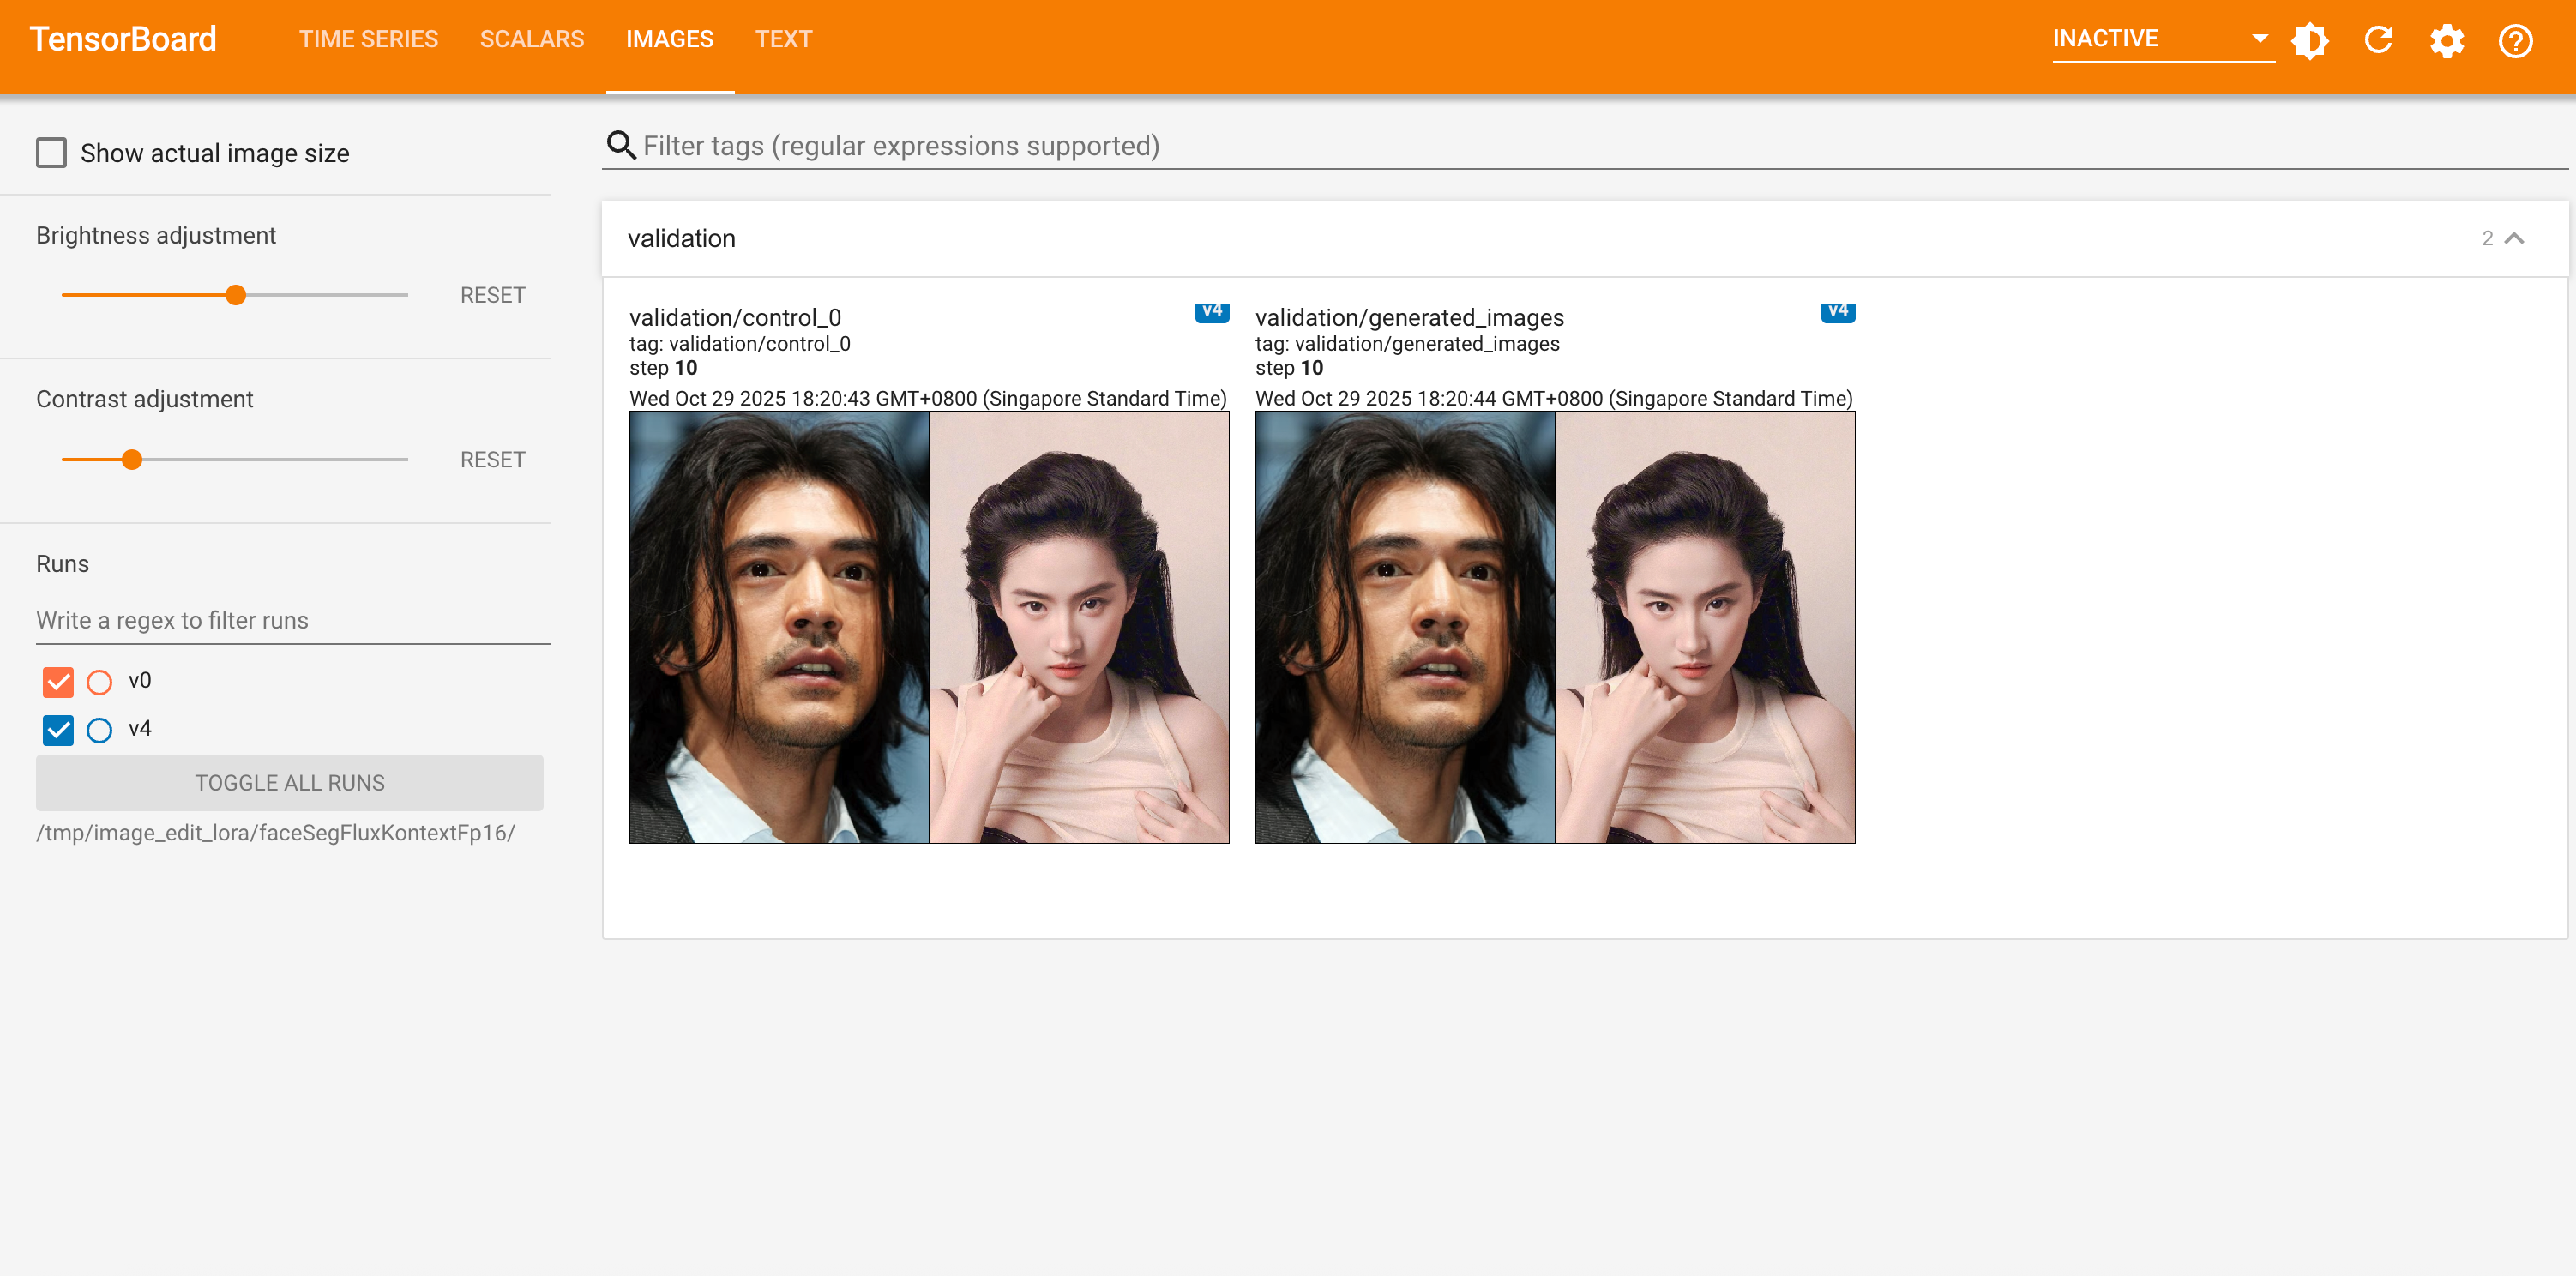 TensorBoard
TIME SERIES
SCALARS
IMAGES
TEXT
INACTIVE
Show actual image size
Filter tags (regular expressions supported)
Brightness adjustment
RESET
Contrast adjustment
RESET
Runs
Write a regex to filter runs
v0
v4
TOGGLE ALL RUNS
/tmp/image_edit_lora/faceSegFluxKontextFp16/
validation
2
validation/control_0
v4
tag: validation/control_0
step 10
Wed Oct 29 2025 18:20:43 GMT+0800 (Singapore Standard Time)
validation/generated_images
v4
tag: validation/generated_images
step 10
Wed Oct 29 2025 18:20:44 GMT+0800 (Singapore Standard Time)